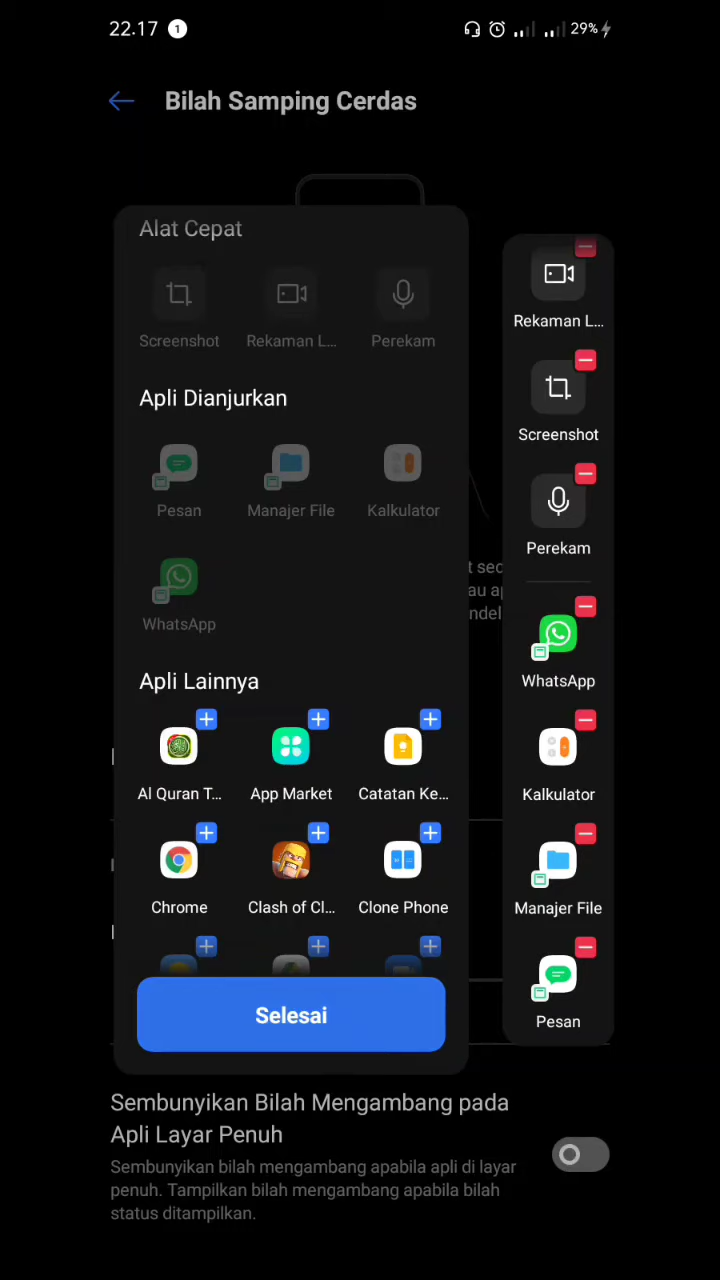 22.17 1 29%
Bilah Samping Cerdas
Alat Cepat
Screenshot Rekaman L... Perekam
Apli Dianjurkan
Pesan Manajer File Kalkulator
WhatsApp
Apli Lainnya
Al Quran T... App Market Catatan Ke...
Chrome Clash of Cl... Clone Phone
Selesai
Rekaman L...
Screenshot
Perekam
WhatsApp
Kalkulator
Manajer File
Pesan
Sembunyikan Bilah Mengambang pada
Apli Layar Penuh
Sembunyikan bilah mengambang apabila apli di layar
penuh. Tampilkan bilah mengambang apabila bilah
status ditampilkan.